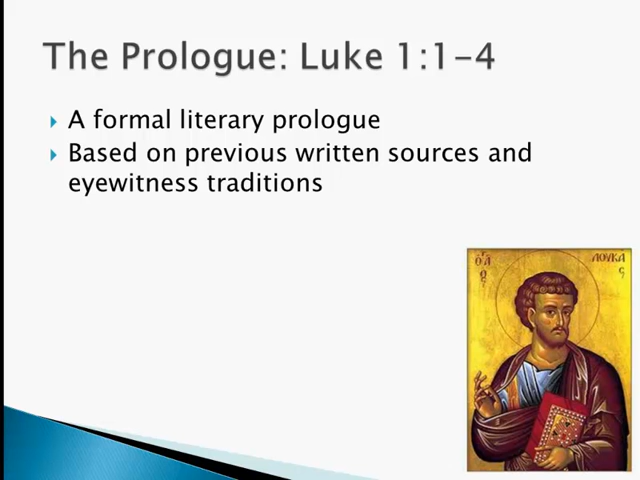 The Prologue: Luke 1:1-4
A formal literary prologue
Based on previous written sources and
eyewitness traditions
ΛΟΥΚΑ
ς